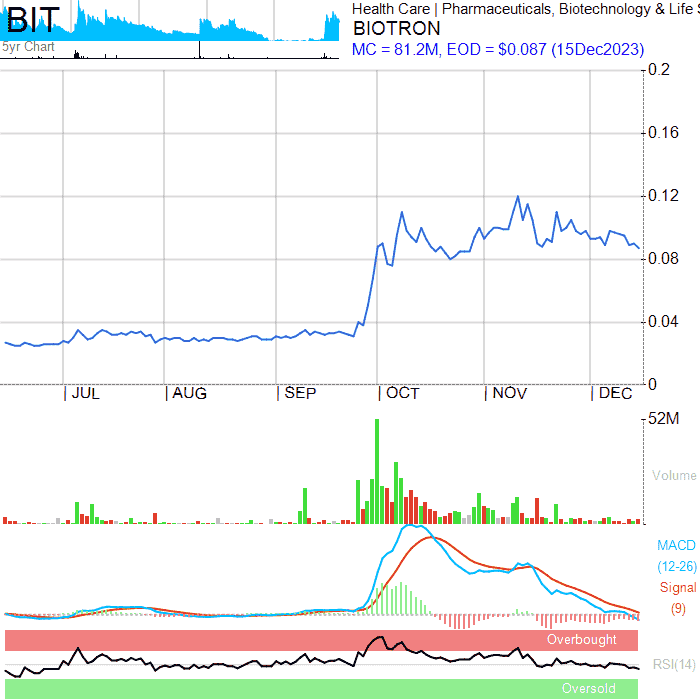 BIT
5yr Chart
Health Care | Pharmaceuticals, Biotechnology & Life S
BIOTRON
MC = 81.2M, EOD = $0.087 (15Dec2023)
0.2
0.16
0.12
0.08
0.04
0
JUL AUG SEP OCT NOV DEC
52M
Volume
MACD
(12-26)
Signal
(9)
Overbought
RSI(14)
Oversold